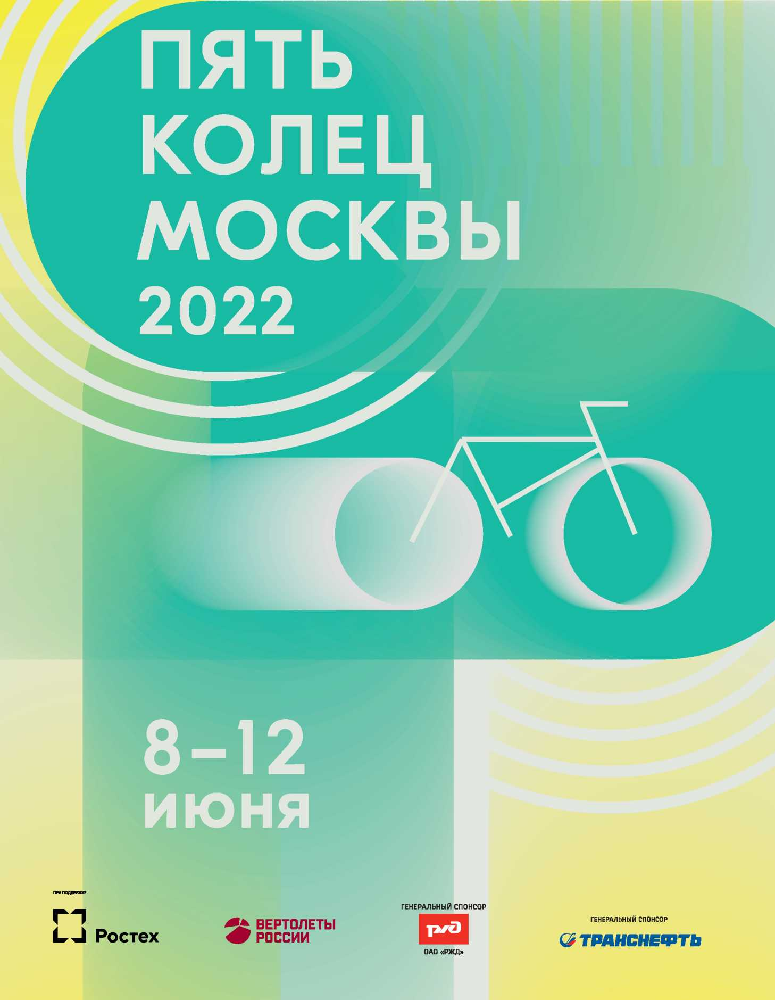 ПЯТЬ
КОЛЕЦ
МОСКВЫ
2022
8–12
июня
ПРИ ПОДДЕРЖКЕ
Ростех
ВЕРТОЛЕТЫ
РОССИИ
ГЕНЕРАЛЬНЫЙ СПОНСОР
РЖД
ОАО «РЖД»
ГЕНЕРАЛЬНЫЙ СПОНСОР
ТРАНСНЕФТЬ